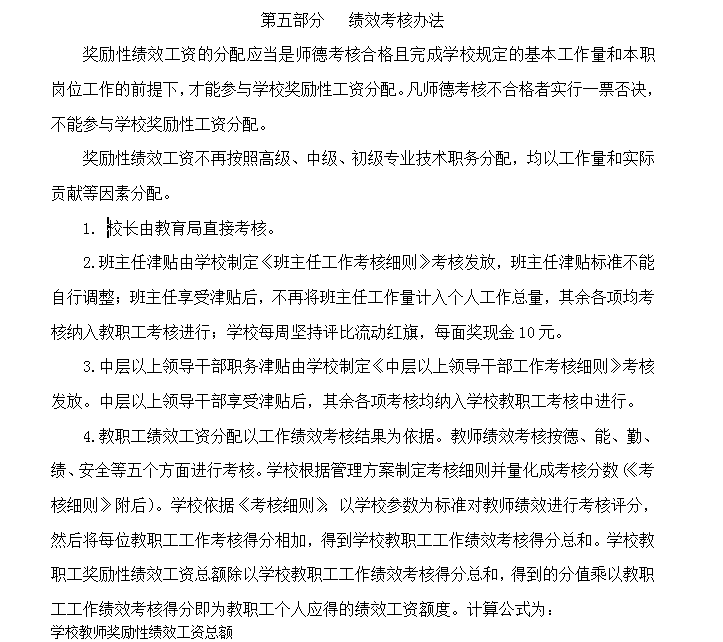 第五部分 绩效考核办法
奖励性绩效工资的分配应当是师德考核合格且完成学校规定的基本工作量和本职
岗位工作的前提下，才能参与学校奖励性工资分配。凡师德考核不合格者实行一票否决，
不能参与学校奖励性工资分配。
奖励性绩效工资不再按照高级、中级、初级专业技术职务分配，均以工作量和实际
贡献等因素分配。
1. 校长由教育局直接考核。
2.班主任津贴由学校制定《班主任工作考核细则》考核发放，班主任津贴标准不能
自行调整；班主任享受津贴后，不再将班主任工作量计入个人工作总量，其余各项均考
核纳入教职工考核进行；学校每周坚持评比流动红旗，每面奖现金10元。
3.中层以上领导干部职务津贴由学校制定《中层以上领导干部工作考核细则》考核
发放。中层以上领导干部享受津贴后，其余各项考核均纳入学校教职工考核中进行。
4.教职工绩效工资分配以工作绩效考核结果为依据。教师绩效考核按德、能、勤、
绩、安全等五个方面进行考核。学校根据管理方案制定考核细则并量化成考核分数(《考
核细则》附后)。学校依据《考核细则》，以学校参数为标准对教师绩效进行考核评分，
然后将每位教职工工作考核得分相加，得到学校教职工工作绩效考核得分总和。学校教
职工奖励性绩效工资总额除以学校教职工工作绩效考核得分总和，得到的分值乘以教职
工工作绩效考核得分即为教职工个人应得的绩效工资额度。计算公式为：
学校教师奖励性绩效工资总额